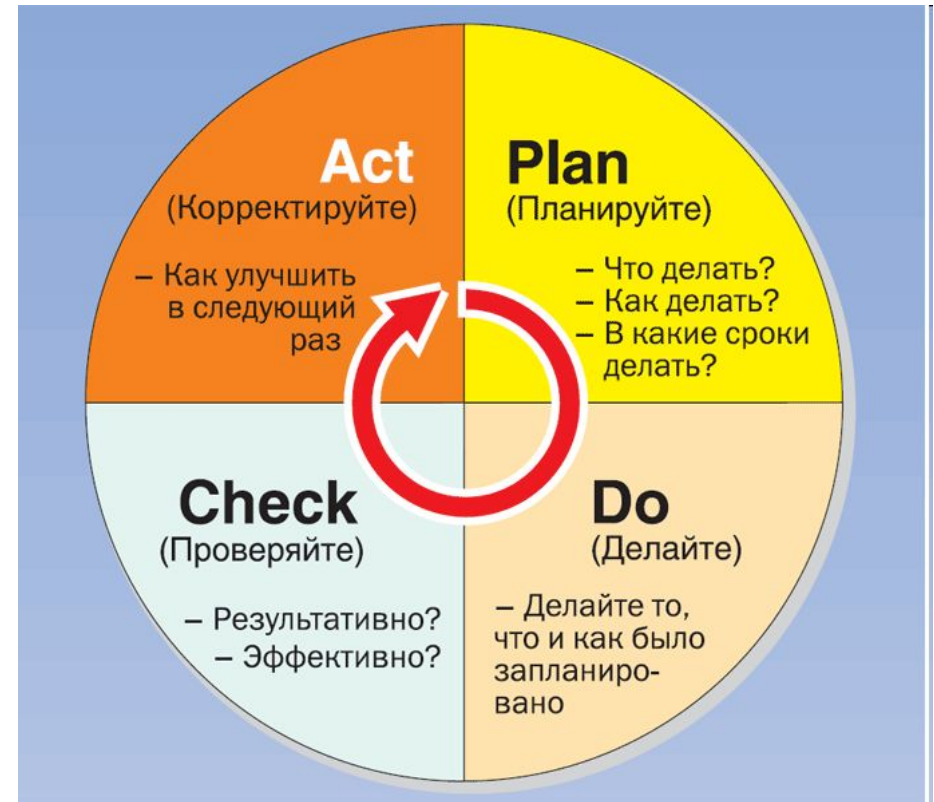 Act
(Корректируйте)
– Как улучшить
в следующий
раз
Plan
(Планируйте)
– Что делать?
– Как делать?
– В какие сроки
делать?
Check
(Проверяйте)
– Результативно?
– Эффективно?
Do
(Делайте)
– Делайте то,
что и как было
запланиро-
вано